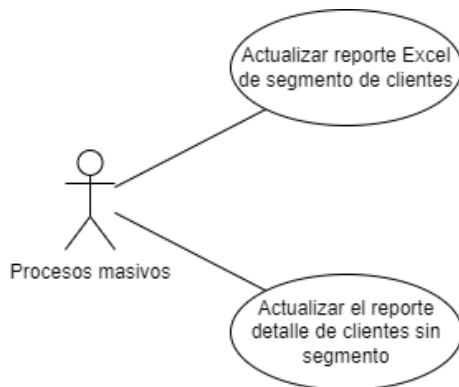 Actualizar reporte Excel
de segmento de clientes
Procesos masivos
Actualizar el reporte
detalle de clientes sin
segmento